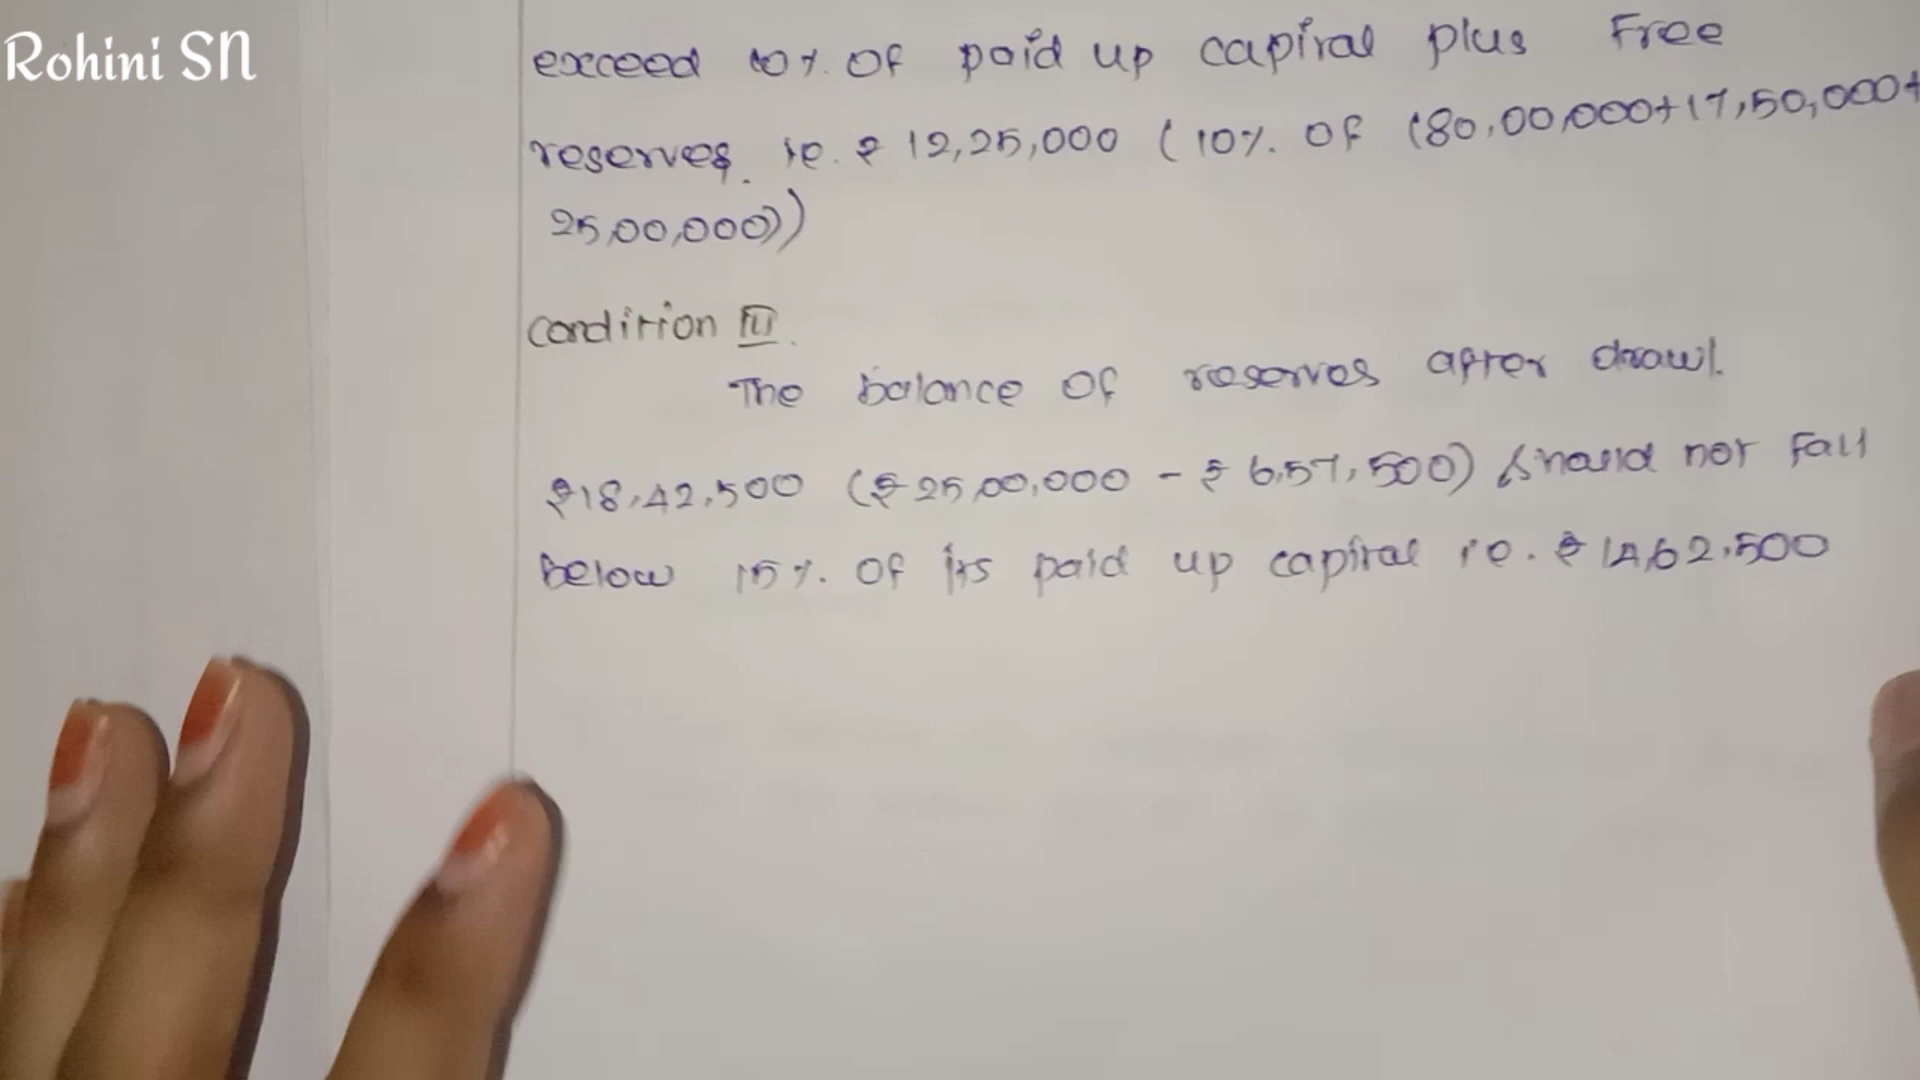 Rohini SN
exceed 10%. of paid up capital plus Free
reserves. ie. ₹ 12,25,000 ( 10%. of (80,00,000+17,50,000+
25,00,000))
condition III.
The balance of reserves after drawl.
₹18,42,500 (₹ 25,00,000 - ₹ 6,57,500) should not fall
below 15%. of its paid up capital ie. ₹ 14,62,500